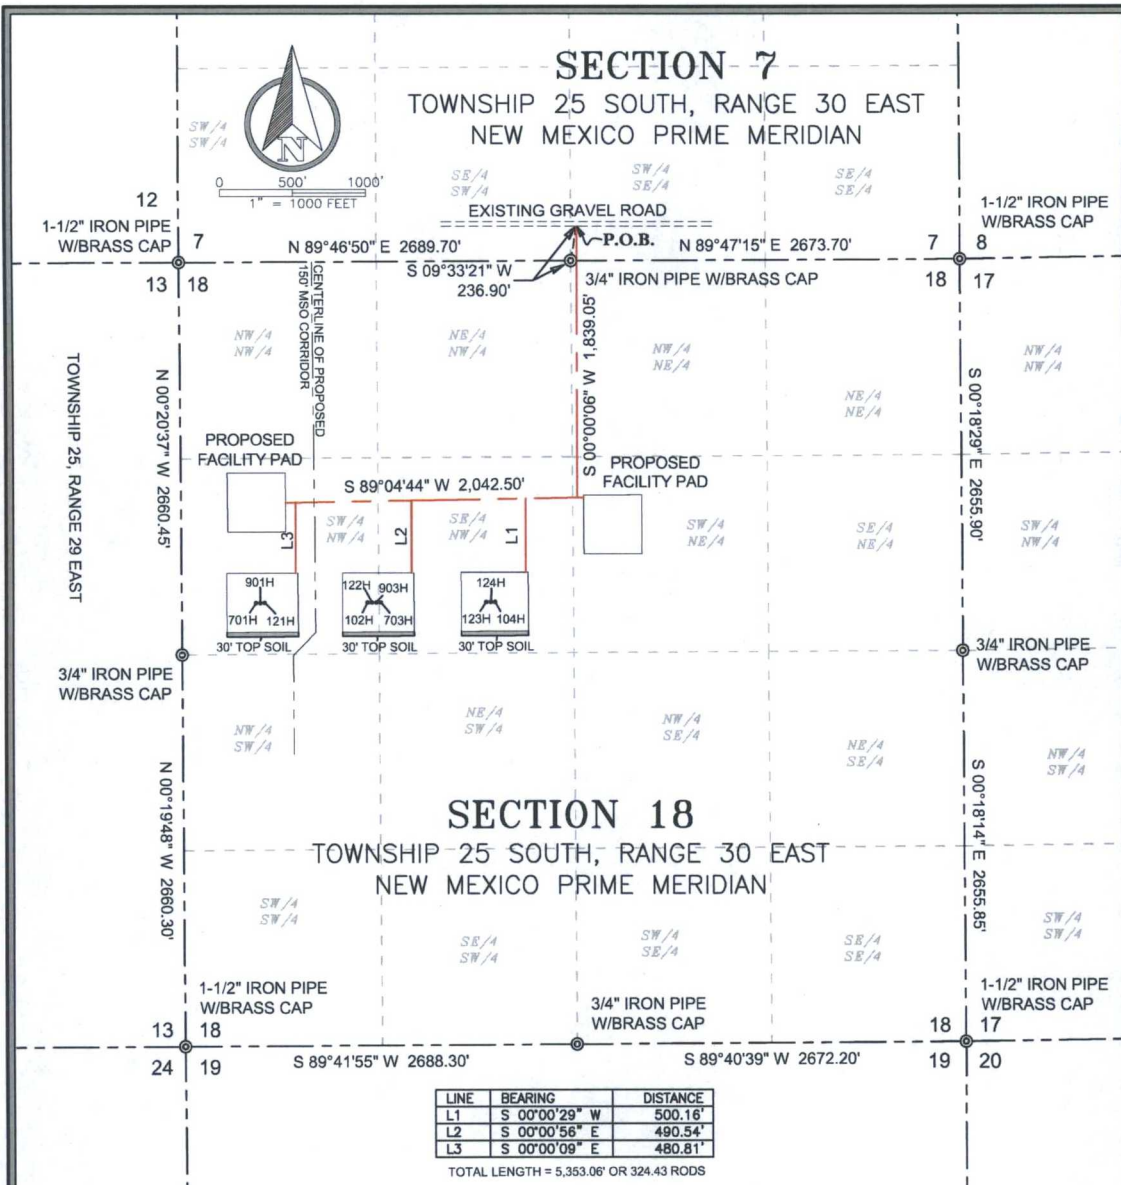 SECTION 7
TOWNSHIP 25 SOUTH, RANGE 30 EAST
NEW MEXICO PRIME MERIDIAN
N
0 500' 1000'
1" = 1000 FEET
SW/4
SW/4
SE/4
SW/4
SW/4
SE/4
SE/4
SE/4
12
1-1/2" IRON PIPE
W/BRASS CAP
7
13 18
EXISTING GRAVEL ROAD
P.O.B.
N 89°46'50" E 2689.70'
S 09°33'21" W
236.90'
N 89°47'15" E 2673.70'
3/4" IRON PIPE W/BRASS CAP
1-1/2" IRON PIPE
W/BRASS CAP
7 8
18 17
CENTERLINE OF PROPOSED
150' MSO CORRIDOR
NW/4
NW/4
NE/4
NW/4
NW/4
NE/4
NE/4
NE/4
NW/4
NW/4
TOWNSHIP 25, RANGE 29 EAST
N 00°20'37" W 2660.45'
S 00°00'06" W 1,839.05'
S 00°18'29" E 2655.90'
PROPOSED
FACILITY PAD
S 89°04'44" W 2,042.50'
PROPOSED
FACILITY PAD
L3
SW/4
NW/4
L2
SE/4
NW/4
L1
SW/4
NE/4
SE/4
NE/4
SW/4
NW/4
901H
701H 121H
30' TOP SOIL
122H 903H
102H 703H
30' TOP SOIL
124H
123H 104H
30' TOP SOIL
3/4" IRON PIPE
W/BRASS CAP
3/4" IRON PIPE
W/BRASS CAP
NW/4
SW/4
NE/4
SW/4
NW/4
SE/4
NE/4
SE/4
NW/4
SW/4
N 00°19'48" W 2660.30'
S 00°18'14" E 2655.85'
SECTION 18
TOWNSHIP 25 SOUTH, RANGE 30 EAST
NEW MEXICO PRIME MERIDIAN
SW/4
SW/4
SE/4
SW/4
SW/4
SE/4
SE/4
SE/4
SW/4
SW/4
1-1/2" IRON PIPE
W/BRASS CAP
3/4" IRON PIPE
W/BRASS CAP
1-1/2" IRON PIPE
W/BRASS CAP
13 18
24 19
S 89°41'55" W 2688.30'
S 89°40'39" W 2672.20'
18 17
19 20
LINE BEARING DISTANCE
L1 S 00°00'29" W 500.16'
L2 S 00°00'56" E 490.54'
L3 S 00°00'09" E 480.81'
TOTAL LENGTH = 5,353.06' OR 324.43 RODS